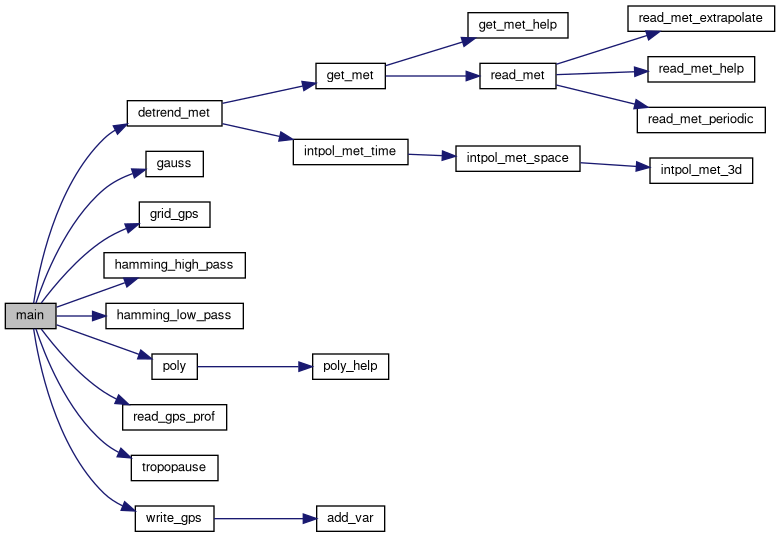 main
detrend_met
gauss
grid_gps
hamming_high_pass
hamming_low_pass
poly
read_gps_prof
tropopause
write_gps
get_met
intpol_met_time
poly_help
add_var
get_met_help
read_met
intpol_met_space
read_met_extrapolate
read_met_help
read_met_periodic
intpol_met_3d